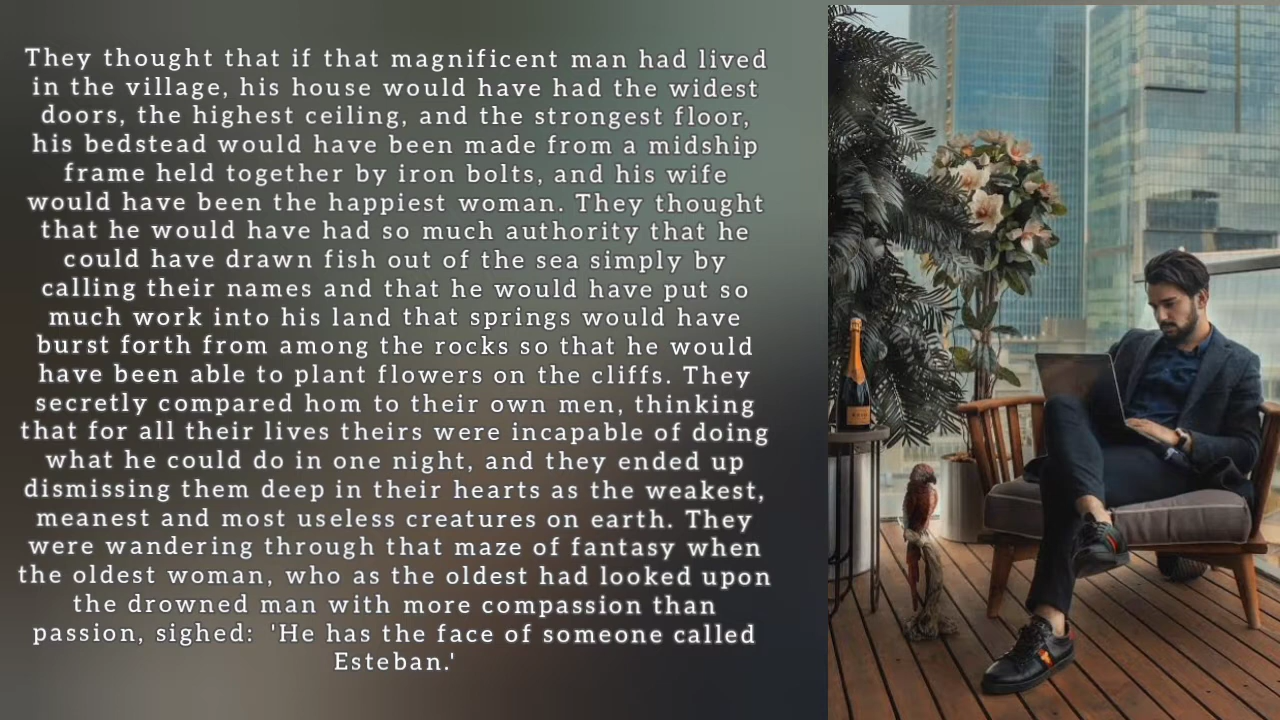 They thought that if that magnificent man had lived
in the village, his house would have had the widest
doors, the highest ceiling, and the strongest floor,
his bedstead would have been made from a midship
frame held together by iron bolts, and his wife
would have been the happiest woman. They thought
that he would have had so much authority that he
could have drawn fish out of the sea simply by
calling their names and that he would have put so
much work into his land that springs would have
burst forth from among the rocks so that he would
have been able to plant flowers on the cliffs. They
secretly compared hom to their own men, thinking
that for all their lives theirs were incapable of doing
what he could do in one night, and they ended up
dismissing them deep in their hearts as the weakest,
meanest and most useless creatures on earth. They
were wandering through that maze of fantasy when
the oldest woman, who as the oldest had looked upon
the drowned man with more compassion than
passion, sighed:  'He has the face of someone called
Esteban.'